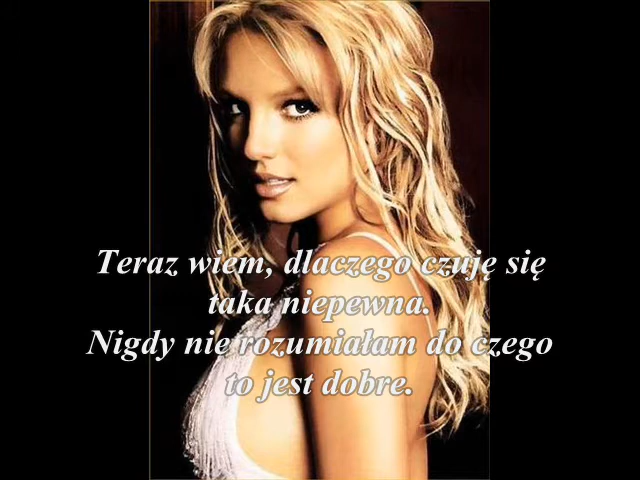 Teraz wiem, dlaczego czuję się
taka niepewna.
Nigdy nie rozumiałam do czego
to jest dobre.